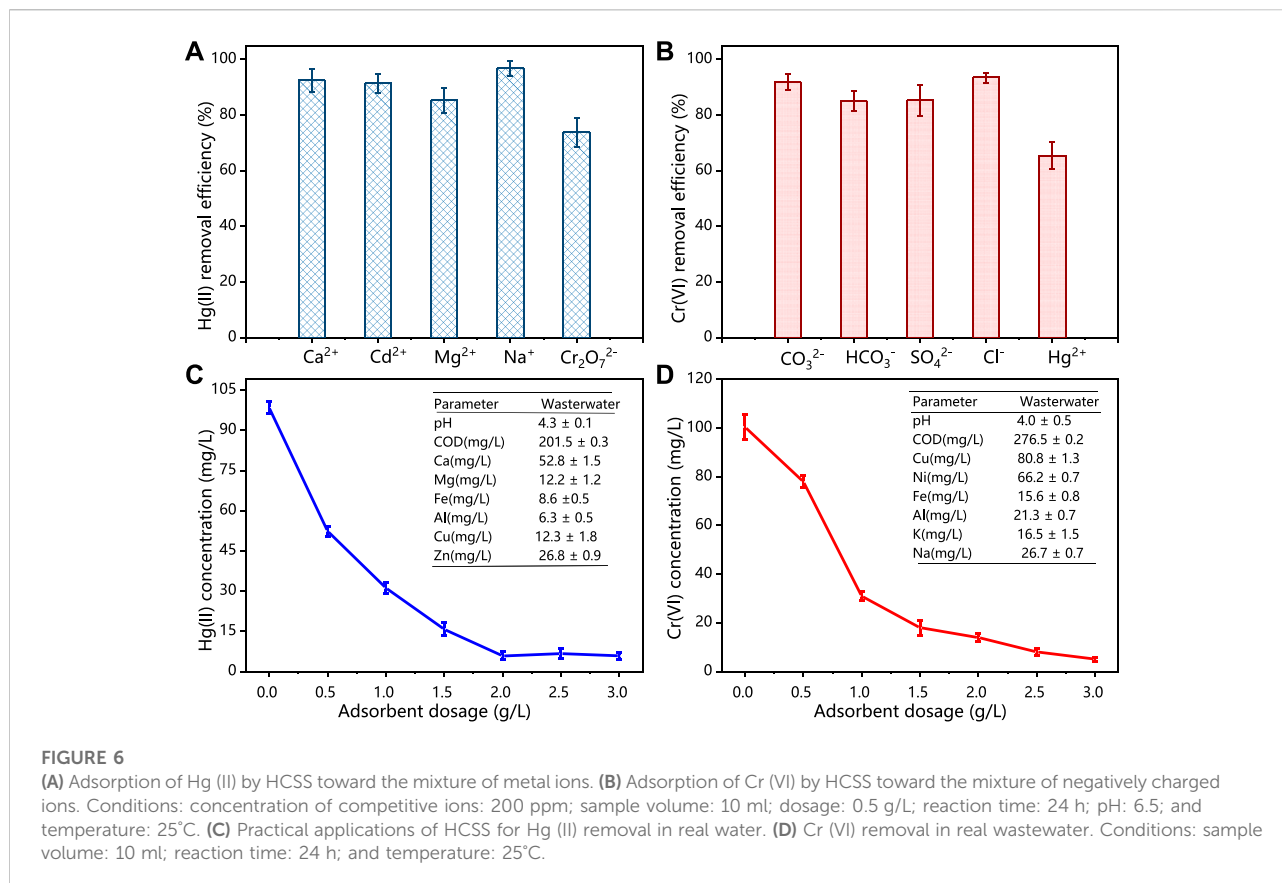 A
Hg(II) removal efficiency (%)
100
80
60
40
20
0
Ca²⁺ Cd²⁺ Mg²⁺ Na⁺ Cr₂O₇²⁻
B
Cr(VI) removal efficiency (%)
100
80
60
40
20
0
CO₃²⁻ HCO₃⁻ SO₄²⁻ Cl⁻ Hg²⁺
C
Hg(II) concentration (mg/L)
105
90
75
60
45
30
15
0
0.0 0.5 1.0 1.5 2.0 2.5 3.0
Adsorbent dosage (g/L)
Parameter Wasterwater
pH 4.3 ± 0.1
COD(mg/L) 201.5 ± 0.3
Ca(mg/L) 52.8 ± 1.5
Mg(mg/L) 12.2 ± 1.2
Fe(mg/L) 8.6 ±0.5
Al(mg/L) 6.3 ± 0.5
Cu(mg/L) 12.3 ± 1.8
Zn(mg/L) 26.8 ± 0.9
D
Cr(VI) concentration (mg/L)
120
100
80
60
40
20
0
0.0 0.5 1.0 1.5 2.0 2.5 3.0
Adsorbent dosage (g/L)
Parameter Wasterwater
pH 4.0 ± 0.5
COD(mg/L) 276.5 ± 0.2
Cu(mg/L) 80.8 ± 1.3
Ni(mg/L) 66.2 ± 0.7
Fe(mg/L) 15.6 ± 0.8
Al(mg/L) 21.3 ± 0.7
K(mg/L) 16.5 ± 1.5
Na(mg/L) 26.7 ± 0.7
FIGURE 6
(A) Adsorption of Hg (II) by HCSS toward the mixture of metal ions. (B) Adsorption of Cr (VI) by HCSS toward the mixture of negatively charged
ions. Conditions: concentration of competitive ions: 200 ppm; sample volume: 10 ml; dosage: 0.5 g/L; reaction time: 24 h; pH: 6.5; and
temperature: 25°C. (C) Practical applications of HCSS for Hg (II) removal in real water. (D) Cr (VI) removal in real wastewater. Conditions: sample
volume: 10 ml; reaction time: 24 h; and temperature: 25°C.